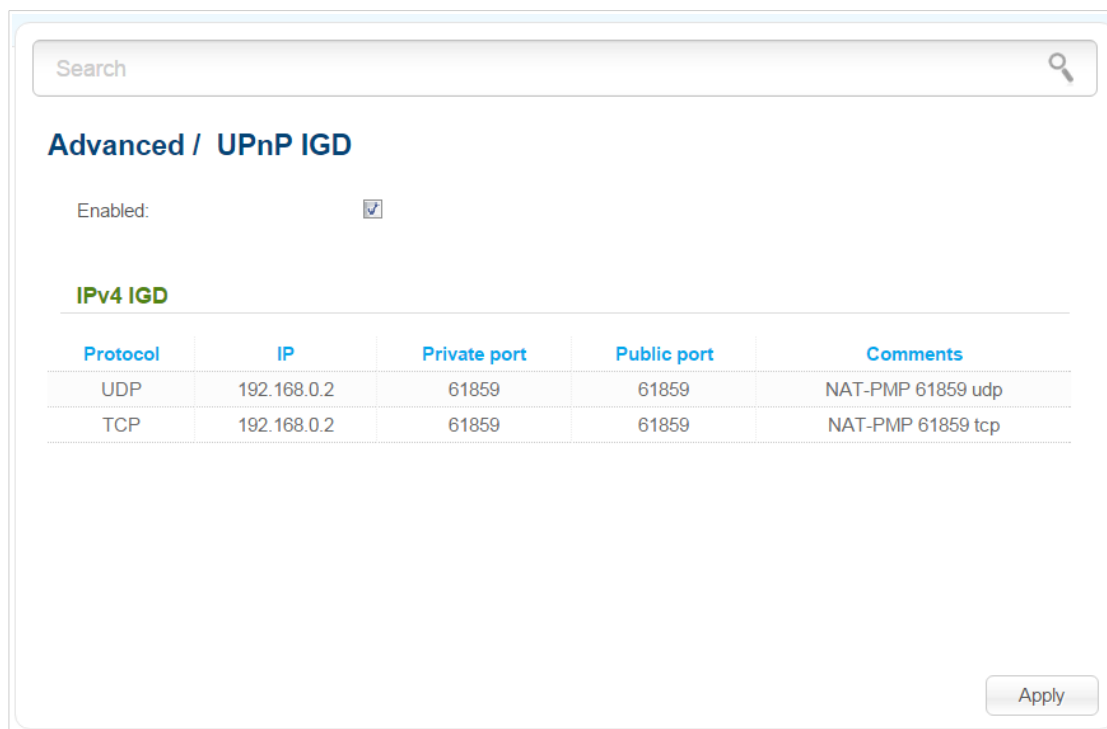 Search
Advanced / UPnP IGD
Enabled:
IPv4 IGD
Protocol IP Private port Public port Comments
UDP 192.168.0.2 61859 61859 NAT-PMP 61859 udp
TCP 192.168.0.2 61859 61859 NAT-PMP 61859 tcp
Apply